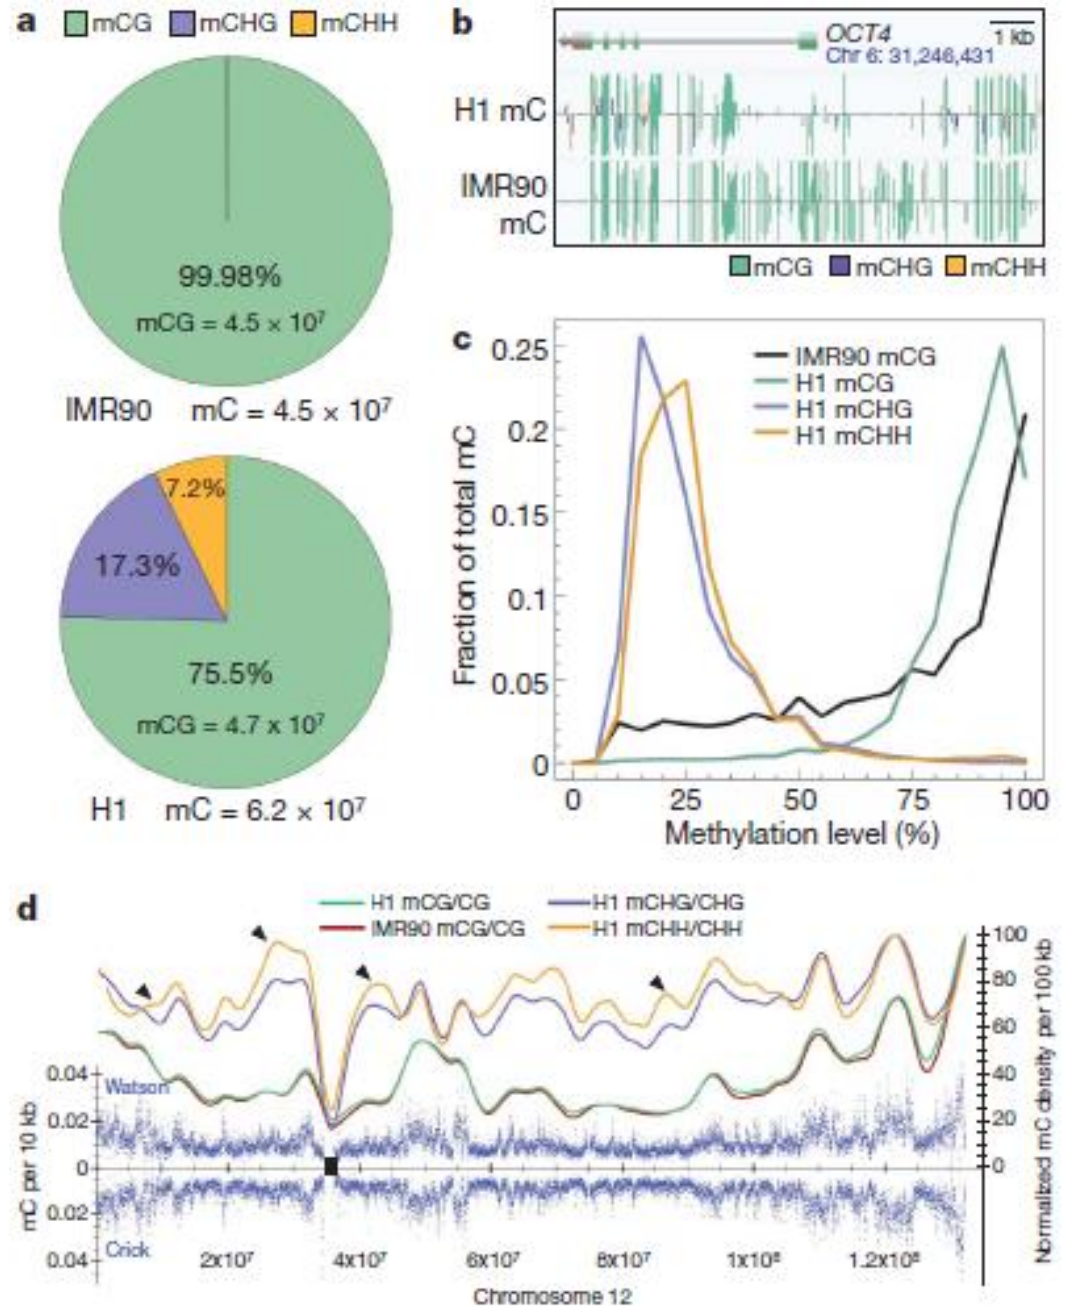 a
mCG mCHG mCHH
99.98%
mCG = 4.5 × 10⁷
IMR90 mC = 4.5 × 10⁷
7.2%
17.3%
75.5%
mCG = 4.7 x 10⁷
H1 mC = 6.2 × 10⁷
b
OCT4
1 kb
Chr 6: 31,246,431
H1 mC
IMR90
mC
mCG mCHG mCHH
c
IMR90 mCG
H1 mCG
H1 mCHG
H1 mCHH
Fraction of total mC
0.25
0.2
0.15
0.1
0.05
0
0 25 50 75 100
Methylation level (%)
d
H1 mCG/CG H1 mCHG/CHG
IMR90 mCG/CG H1 mCHH/CHH
mC per 10 kb
0.04
0.02
0
0.02
0.04
Watson
Crick
100
80
60
40
20
0
Normalized mC density per 100 kb
2x10⁷ 4x10⁷ 6x10⁷ 8x10⁷ 1x10⁸ 1.2x10⁸
Chromosome 12